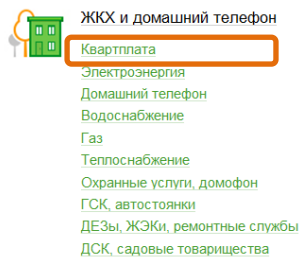 ЖКХ и домашний телефон
Квартплата
Электроэнергия
Домашний телефон
Водоснабжение
Газ
Теплоснабжение
Охранные услуги, домофон
ГСК, автостоянки
ДЕЗы, ЖЭКи, ремонтные службы
ДСК, садовые товарищества